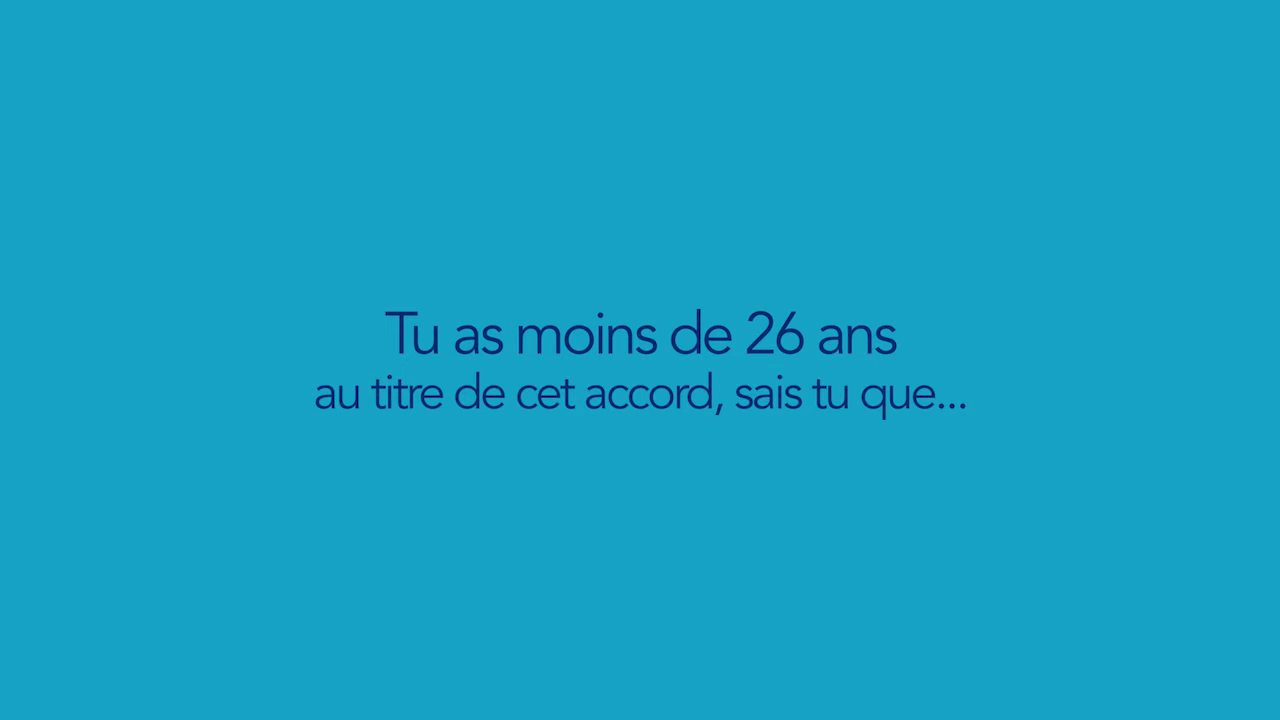 Tu as moins de 26 ans
au titre de cet accord, sais tu que...